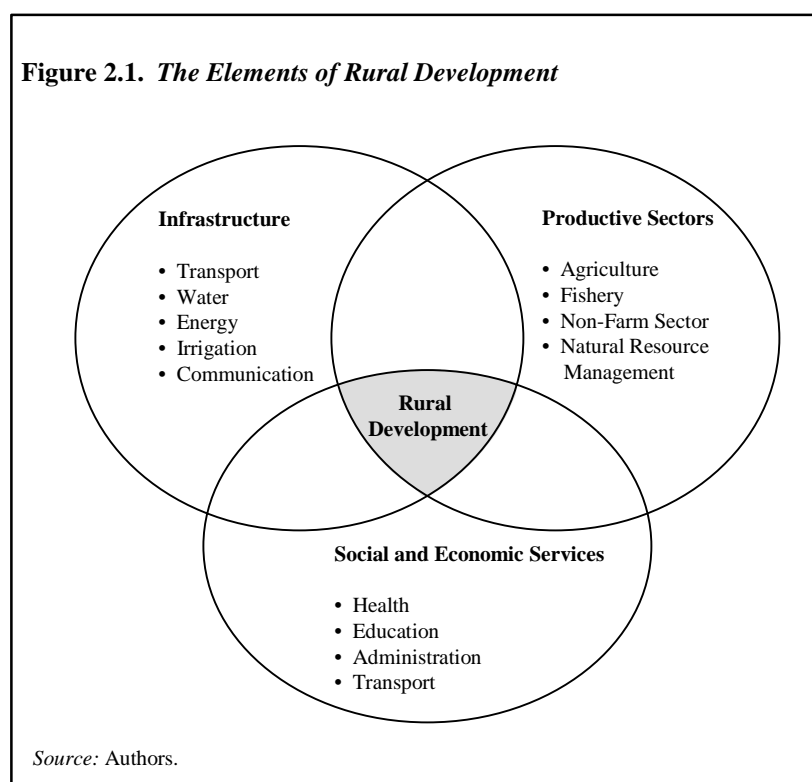 Figure 2.1. The Elements of Rural Development
Infrastructure
• Transport
• Water
• Energy
• Irrigation
• Communication
Productive Sectors
• Agriculture
• Fishery
• Non-Farm Sector
• Natural Resource
Management
Rural
Development
Social and Economic Services
• Health
• Education
• Administration
• Transport
Source: Authors.